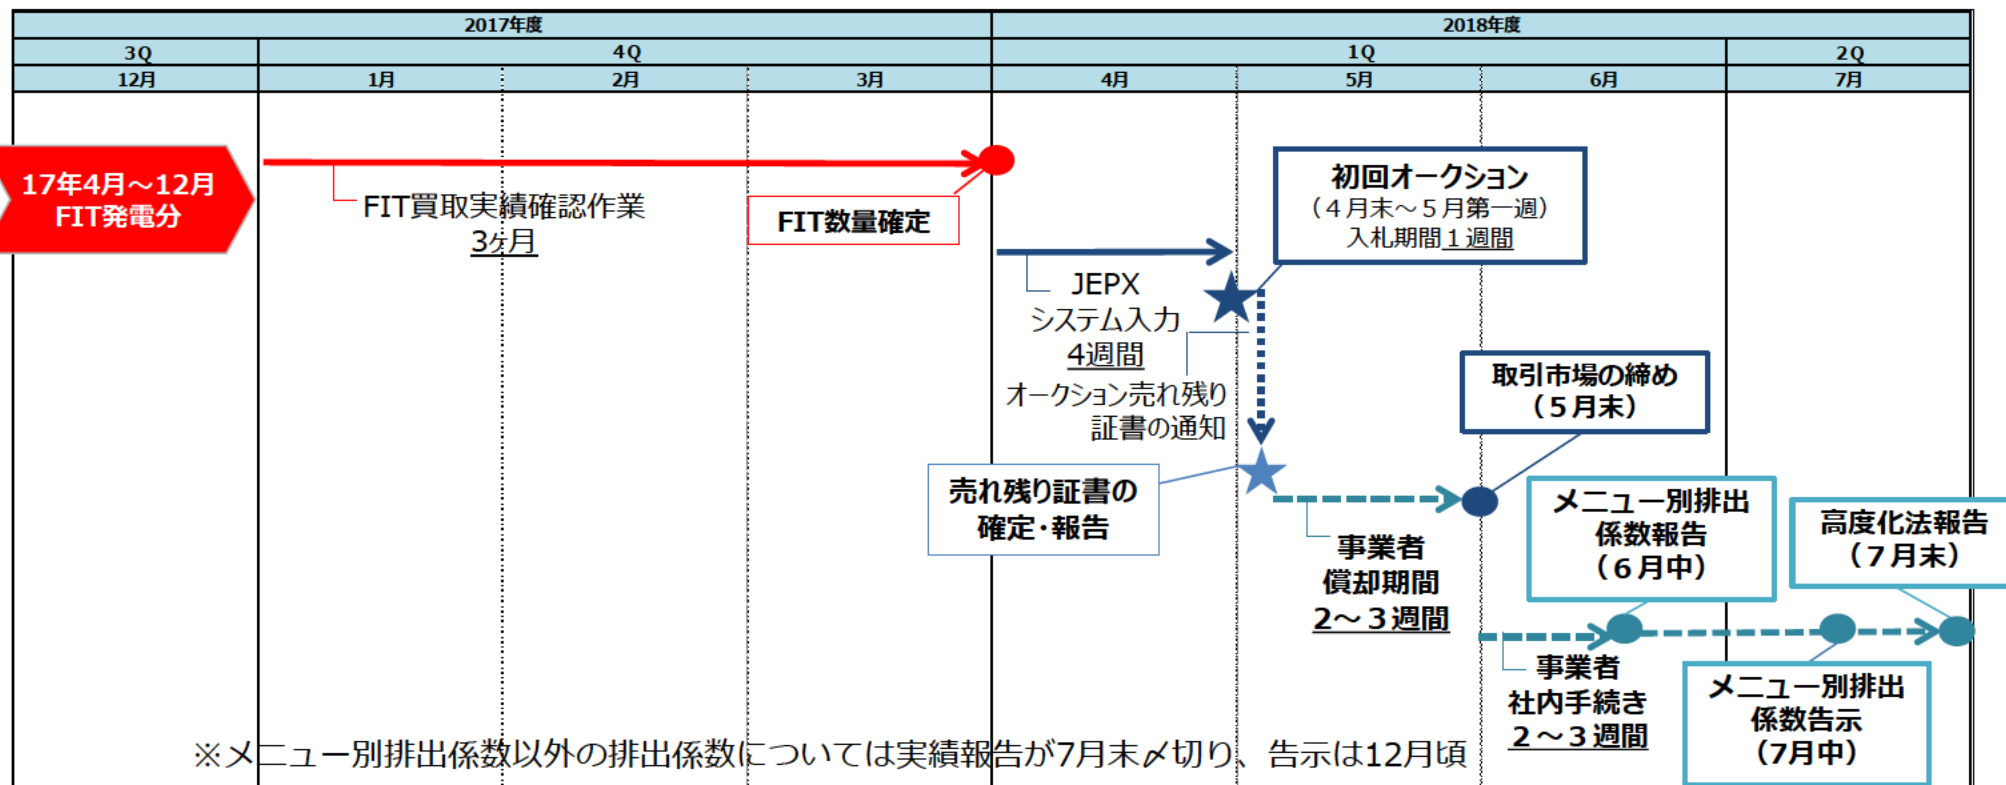 2017年度
2018年度
3Q
4Q
1Q
2Q
12月
1月
2月
3月
4月
5月
6月
7月
17年4月～12月
FIT発電分
FIT買取実績確認作業
3ヶ月
FIT数量確定
初回オークション
（４月末～５月第一週）
入札期間１週間
JEPX
システム入力
4週間
オークション売れ残り
証書の通知
取引市場の締め
（５月末）
売れ残り証書の
確定・報告
事業者
償却期間
2～３週間
メニュー別排出
係数報告
（６月中）
高度化法報告
（７月末）
事業者
社内手続き
２～３週間
メニュー別排出
係数告示
（7月中）
※メニュー別排出係数以外の排出係数については実績報告が7月末〆切り、告示は12月頃